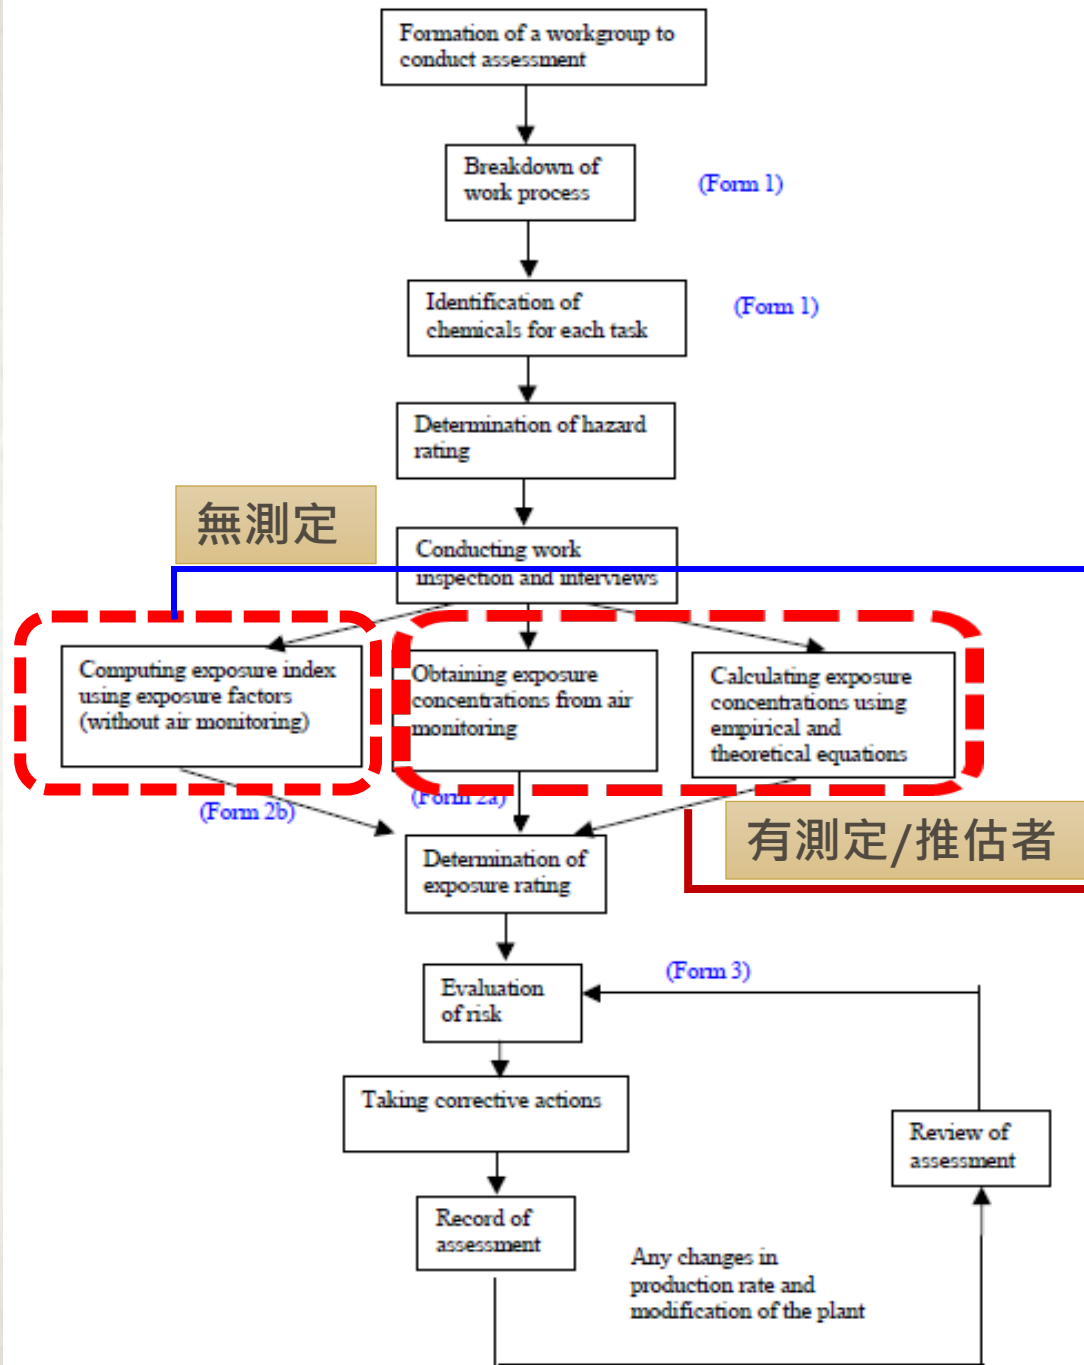 Formation of a workgroup to
conduct assessment
Breakdown of
work process
(Form 1)
Identification of
chemicals for each task
(Form 1)
Determination of hazard
rating
無測定
Conducting work
inspection and interviews
Computing exposure index
using exposure factors
(without air monitoring)
Obtaining exposure
concentrations from air
monitoring
Calculating exposure
concentrations using
empirical and
theoretical equations
(Form 2b)
(Form 2a)
有測定/推估者
Determination of
exposure rating
Evaluation
of risk
(Form 3)
Taking corrective actions
Review of
assessment
Record of
assessment
Any changes in
production rate and
modification of the plant